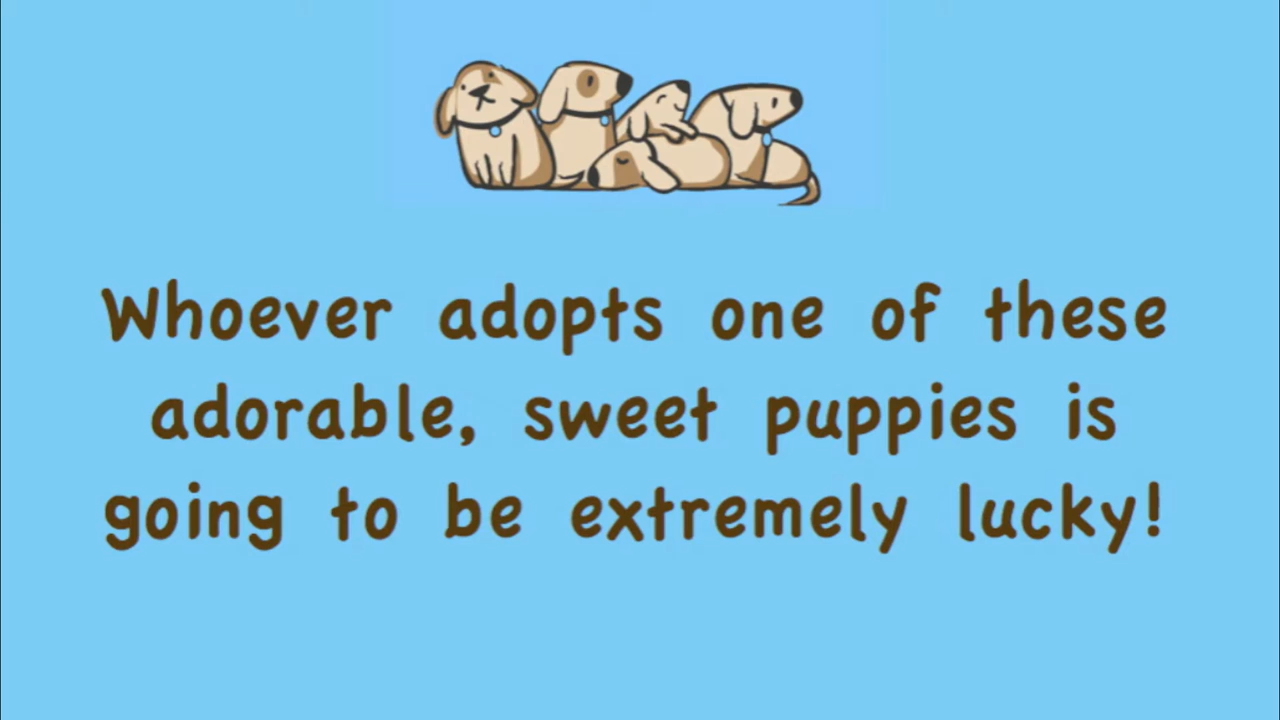 Whoever adopts one of these
adorable, sweet puppies is
going to be extremely lucky!